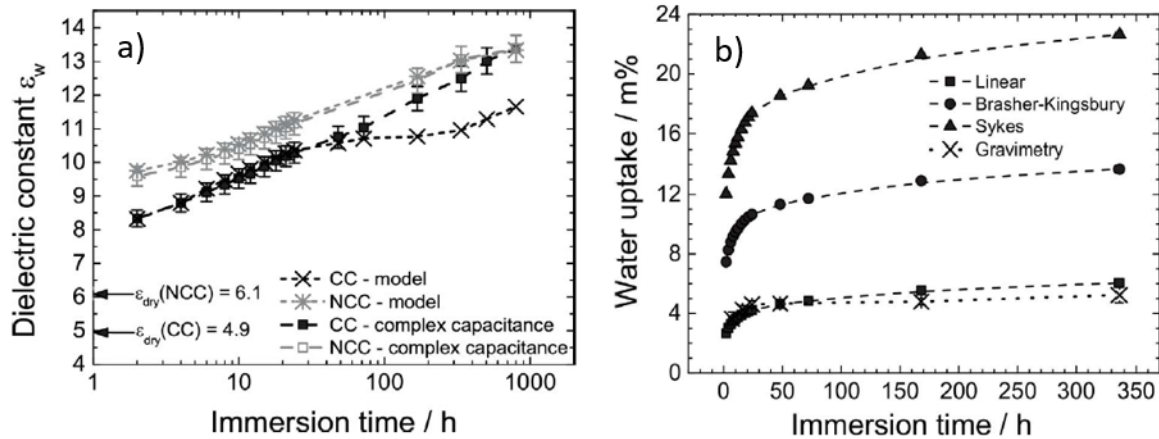 a)
14
13
12
11
10
9
8
7
6
5
4
Dielectric constant ε_w
ε_dry(NCC) = 6.1
ε_dry(CC) = 4.9
CC - model
NCC - model
CC - complex capacitance
NCC - complex capacitance
1 10 100 1000
Immersion time / h
b)
24
20
16
12
8
4
0
Water uptake / m%
Linear
Brasher-Kingsbury
Sykes
Gravimetry
0 50 100 150 200 250 300 350
Immersion time / h